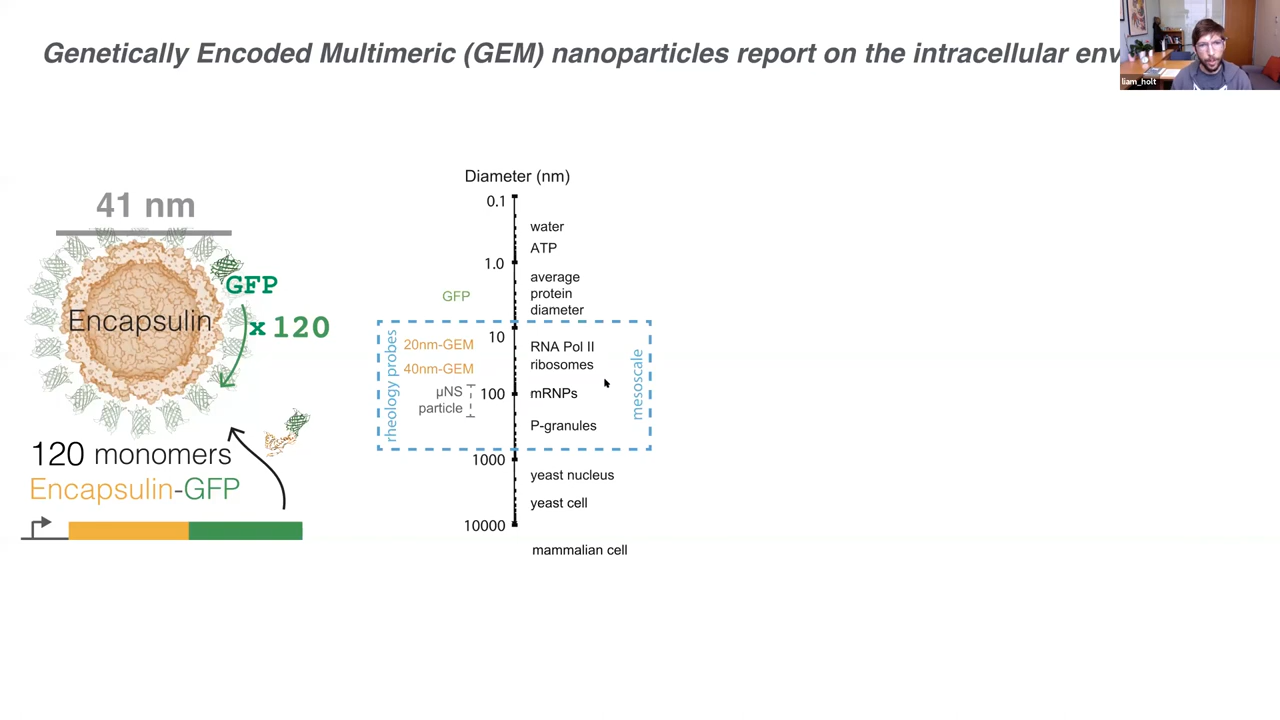 Genetically Encoded Multimeric (GEM) nanoparticles report on the intracellular env
liam_holt
41 nm
GFP
Encapsulin
x 120
120 monomers
Encapsulin-GFP
Diameter (nm)
0.1
water
ATP
1.0
average
protein
diameter
GFP
10
20nm-GEM
RNA Pol II
ribosomes
40nm-GEM
µNS
particle
100
mRNPs
P-granules
rheology probes
mesoscale
1000
yeast nucleus
yeast cell
10000
mammalian cell